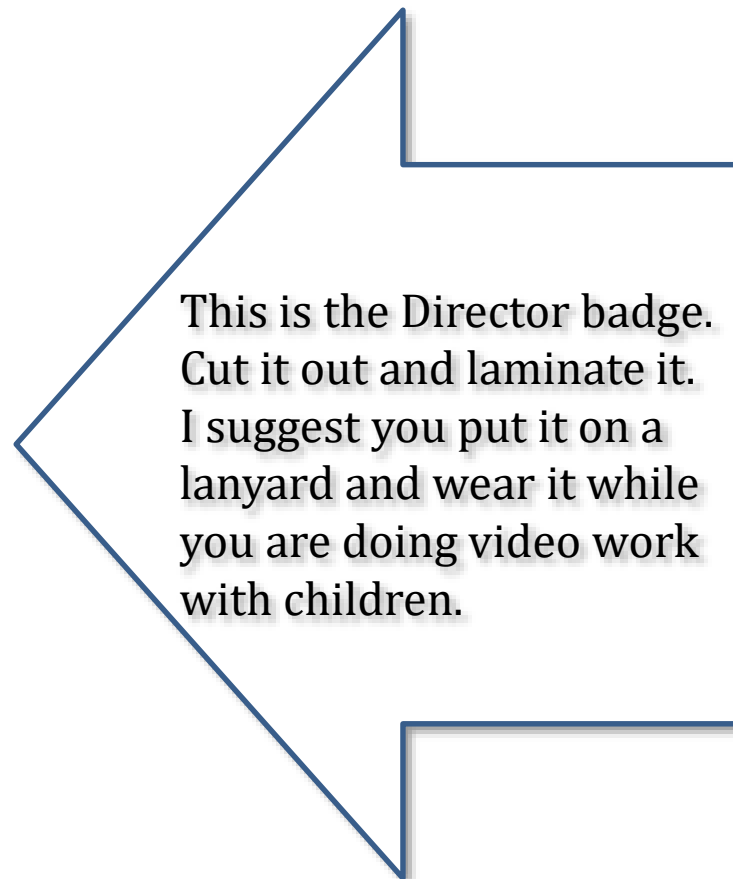 This is the Director badge.
Cut it out and laminate it.
I suggest you put it on a
lanyard and wear it while
you are doing video work
with children.